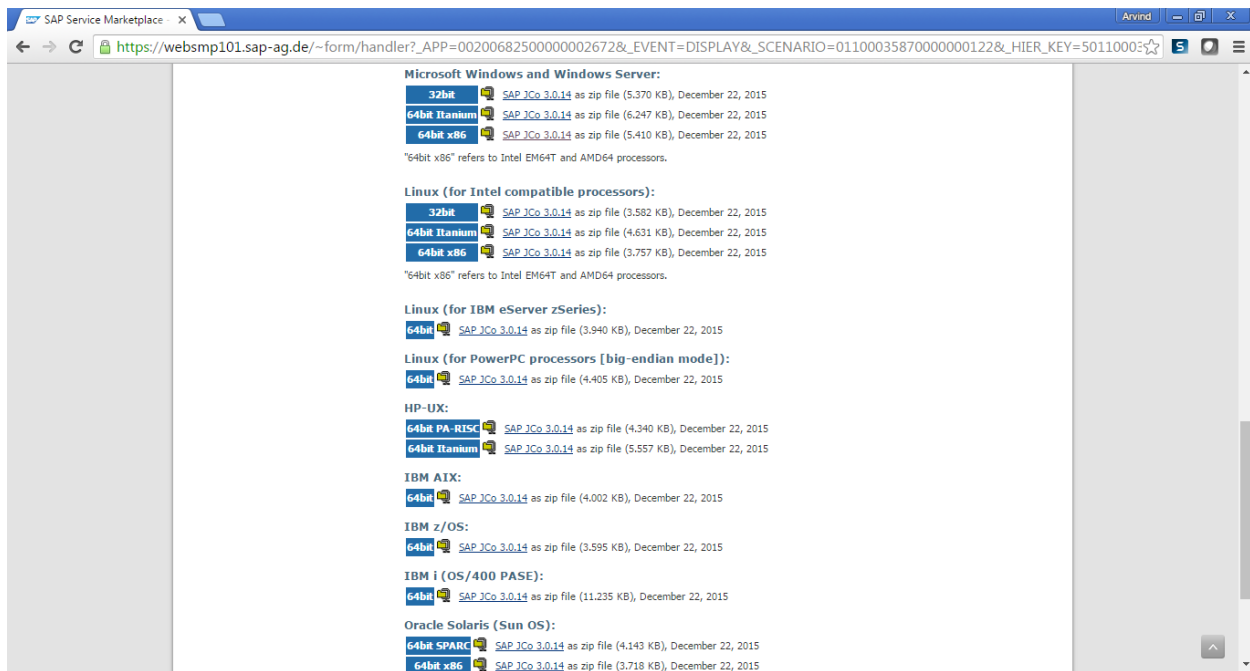 SAP Service Marketplace -
Arvind
https://websmp101.sap-ag.de/~form/handler?_APP=00200682500000002672&_EVENT=DISPLAY&_SCENARIO=01100035870000000122&_HIER_KEY=50110003
S
Microsoft Windows and Windows Server:
32bit SAP JCo 3.0.14 as zip file (5.370 KB), December 22, 2015
64bit Itanium SAP JCo 3.0.14 as zip file (6.247 KB), December 22, 2015
64bit x86 SAP JCo 3.0.14 as zip file (5.410 KB), December 22, 2015
"64bit x86" refers to Intel EM64T and AMD64 processors.
Linux (for Intel compatible processors):
32bit SAP JCo 3.0.14 as zip file (3.582 KB), December 22, 2015
64bit Itanium SAP JCo 3.0.14 as zip file (4.631 KB), December 22, 2015
64bit x86 SAP JCo 3.0.14 as zip file (3.757 KB), December 22, 2015
"64bit x86" refers to Intel EM64T and AMD64 processors.
Linux (for IBM eServer zSeries):
64bit SAP JCo 3.0.14 as zip file (3.940 KB), December 22, 2015
Linux (for PowerPC processors [big-endian mode]):
64bit SAP JCo 3.0.14 as zip file (4.405 KB), December 22, 2015
HP-UX:
64bit PA-RISC SAP JCo 3.0.14 as zip file (4.340 KB), December 22, 2015
64bit Itanium SAP JCo 3.0.14 as zip file (5.557 KB), December 22, 2015
IBM AIX:
64bit SAP JCo 3.0.14 as zip file (4.002 KB), December 22, 2015
IBM z/OS:
64bit SAP JCo 3.0.14 as zip file (3.595 KB), December 22, 2015
IBM i (OS/400 PASE):
64bit SAP JCo 3.0.14 as zip file (11.235 KB), December 22, 2015
Oracle Solaris (Sun OS):
64bit SPARC SAP JCo 3.0.14 as zip file (4.143 KB), December 22, 2015
64bit x86 SAP JCo 3.0.14 as zip file (3.718 KB), December 22, 2015